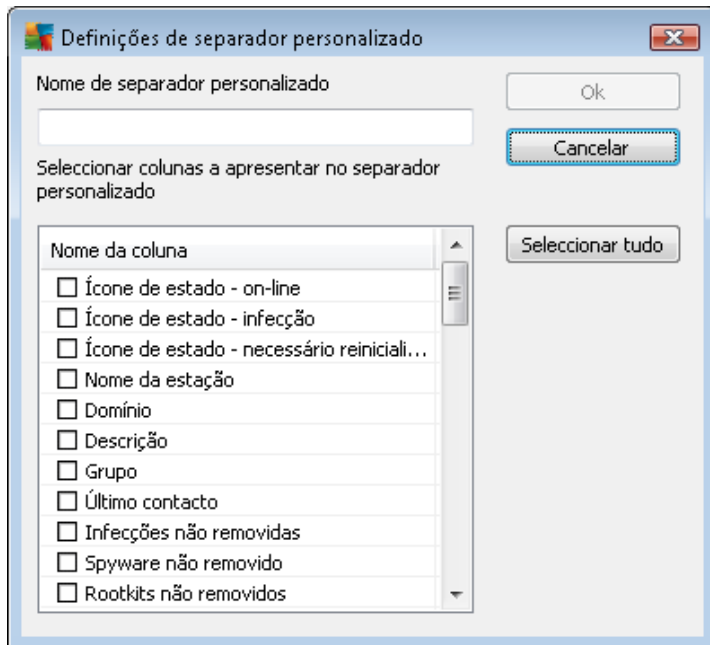 Definições de separador personalizado
Nome de separador personalizado
Ok
Cancelar
Seleccionar colunas a apresentar no separador
personalizado
Seleccionar tudo
Nome da coluna
Ícone de estado - on-line
Ícone de estado - infecção
Ícone de estado - necessário reiniciali...
Nome da estação
Domínio
Descrição
Grupo
Último contacto
Infecções não removidas
Spyware não removido
Rootkits não removidos